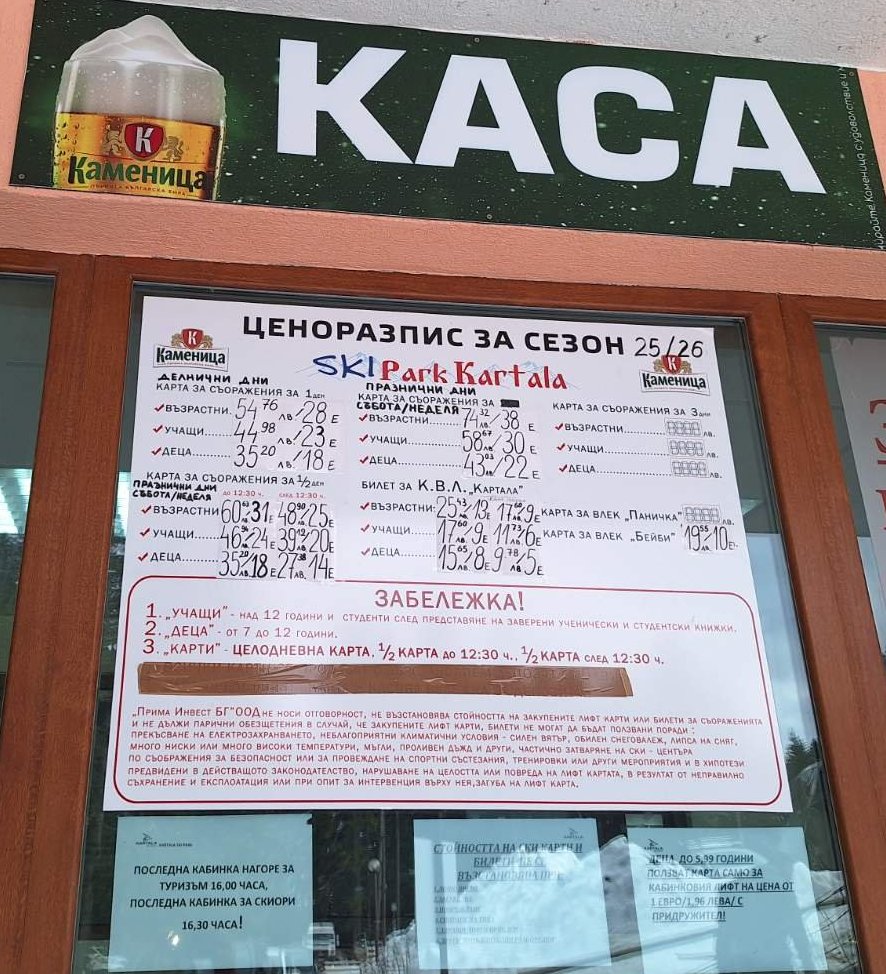 КАСА
К
Каменица
ПЪРВОТО БЪЛГАРСКА БИРА
ЦЕНОРАЗПИС ЗА СЕЗОН 25/26
К
Каменица
SKI Park Kartala
К
Каменица
ДЕЛНИЧНИ ДНИ
КАРТА ЗА СЪОРАЖЕНИЯ ЗА 1 ДЕН
ВЪЗРАСТНИ. 54 76 ЛВ/28 Е
УЧАЩИ........ 44 98 ЛВ/23 Е
ДЕЦА............ 35 20 ЛВ/18 Е
ПРАЗНИЧНИ ДНИ
КАРТА ЗА СЪОРАЖЕНИЯ ЗА
СЪБОТА/НЕДЕЛЯ
ВЪЗРАСТНИ............ 74 32 ЛВ/38 Е
УЧАЩИ................... 58 67 ЛВ/30 Е
ДЕЦА....................... 43 03 ЛВ/22 Е
КАРТА ЗА СЪОРАЖЕНИЯ ЗА 3 ДНИ
ВЪЗРАСТНИ.................. ЛВ.
УЧАЩИ......................... ЛВ.
ДЕЦА............................. ЛВ.
КАРТА ЗА СЪОРАЖЕНИЯ ЗА 1/2 ДЕН
ПРАЗНИЧНИ ДНИ
СЪБОТА/НЕДЕЛЯ
ДО 12:30 Ч. СЛЕД 12:30 Ч.
ВЪЗРАСТНИ 60 63 31 48 90 25 Е
УЧАЩИ......... 46 94 24 39 12 20 Е
ДЕЦА............ 35 20 ЛВ 18 Е 27 38 ЛВ 14 Е
БИЛЕТ ЗА К.В.Л. „КАРТАЛА"
ВЪЗРАСТНИ: 25 43 13 Е 17 60 9 Е
УЧАЩИ........... 17 60 9 Е 11 73 6 Е
ДЕЦА............... 15 65 ЛВ 8 Е 9 78 ЛВ 5 Е
КАРТА ЗА ВЛЕК „ПАНИЧКА" ЛВ.
КАРТА ЗА ВЛЕК „БЕЙБИ" 19 55 ЛВ 10 Е
ЗАБЕЛЕЖКА!
1. „УЧАЩИ" - НАД 12 ГОДИНИ И СТУДЕНТИ СЛЕД ПРЕДСТАВЯНЕ НА ЗАВЕРЕНИ УЧЕНИЧЕСКИ И СТУДЕНТСКИ КНИЖКИ.
2. „ДЕЦА" - ОТ 7 ДО 12 ГОДИНИ.
3. „КАРТИ" - ЦЕЛОДНЕВНА КАРТА, 1/2 КАРТА ДО 12:30 Ч., 1/2 КАРТА СЛЕД 12:30 Ч.
„ПРИМА ИНВЕСТ БГ"ООД НЕ НОСИ ОТГОВОРНОСТ, НЕ ВЪЗСТАНОВЯВА СТОЙНОСТТА НА ЗАКУПЕНИТЕ ЛИФТ КАРТИ ИЛИ БИЛЕТИ ЗА СЪОРАЖЕНИЯТА
И НЕ ДЪЛЖИ ПАРИЧНИ ОБЕЗЩЕТЕНИЯ В СЛУЧАЙ, ЧЕ ЗАКУПЕНИТЕ ЛИФТ КАРТИ, БИЛЕТИ НЕ МОГАТ ДА БЪДАТ ПОЛЗВАНИ ПОРАДИ :
ПРЕКЪСВАНЕ НА ЕЛЕКТРОЗАХРАНВАНЕТО, НЕБЛАГОПРИЯТНИ КЛИМАТИЧНИ УСЛОВИЯ - СИЛЕН ВЯТЪР, ОБИЛЕН СНЕГОВАЛЕЖ, ЛИПСА НА СНЯГ,
МНОГО НИСКИ ИЛИ МНОГО ВИСОКИ ТЕМПЕРАТУРИ, МЪГЛИ, ПРОЛИВЕН ДЪЖД И ДРУГИ, ЧАСТИЧНО ЗАТВАРЯНЕ НА СКИ - ЦЕНТЪРА
ПО СЪОБРАЖЕНИЯ ЗА БЕЗОПАСНОСТ ИЛИ ЗА ПРОВЕЖДАНЕ НА СПОРТНИ СЪСТЕЗАНИЯ, ТРЕНИРОВКИ ИЛИ ДРУГИ МЕРОПРИЯТИЯ И В ХИПОТЕЗИ
ПРЕДВИДЕНИ В ДЕЙСТВАЩОТО ЗАКОНОДАТЕЛСТВО, НАРУШАВАНЕ НА ЦЕЛОСТТА ИЛИ ПОВРЕДА НА ЛИФТ КАРТАТА, В РЕЗУЛТАТ ОТ НЕПРАВИЛНО
СЪХРАНЕНИЕ И ЕКСПЛОАТАЦИЯ ИЛИ ПРИ ОПИТ ЗА ИНТЕРВЕНЦИЯ ВЪРХУ НЕЯ,ЗАГУБА НА ЛИФТ КАРТА.
ПОСЛЕДНА КАБИНКА НАГОРЕ ЗА
ТУРИЗЪМ 16,00 ЧАСА,
ПОСЛЕДНА КАБИНКА ЗА СКИОРИ
16,30 ЧАСА!
СТОЙНОСТТА НА СКИ КАРТИ И
БИЛЕТИ
KARTALA
ДЕЦА ДО 5,99 ГОДИНИ
ПОЛЗВАТ КАРТА САМО ЗА
КАБИНКОВИЯ ЛИФТ НА ЦЕНА ОТ
1 ЕВРО/1,96 ЛЕВА/ С
ПРИДРУЖИТЕЛ!